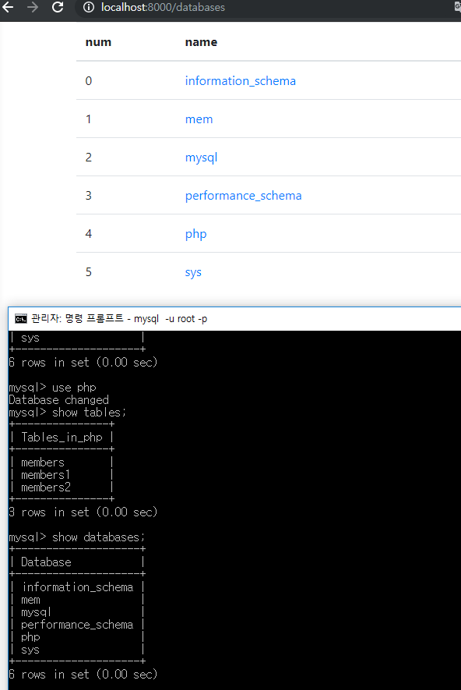 localhost:8000/databases
num name
0 information_schema
1 mem
2 mysql
3 performance_schema
4 php
5 sys
관리자: 명령 프롬프트 - mysql  -u root -p
| sys                |
+--------------------+
6 rows in set (0.00 sec)
mysql> use php
Database changed
mysql> show tables;
+---------------+
| Tables_in_php |
+---------------+
| members       |
| members1      |
| members2      |
+---------------+
3 rows in set (0.00 sec)
mysql> show databases;
+--------------------+
| Database           |
+--------------------+
| information_schema |
| mem                |
| mysql              |
| performance_schema |
| php                |
| sys                |
+--------------------+
6 rows in set (0.00 sec)